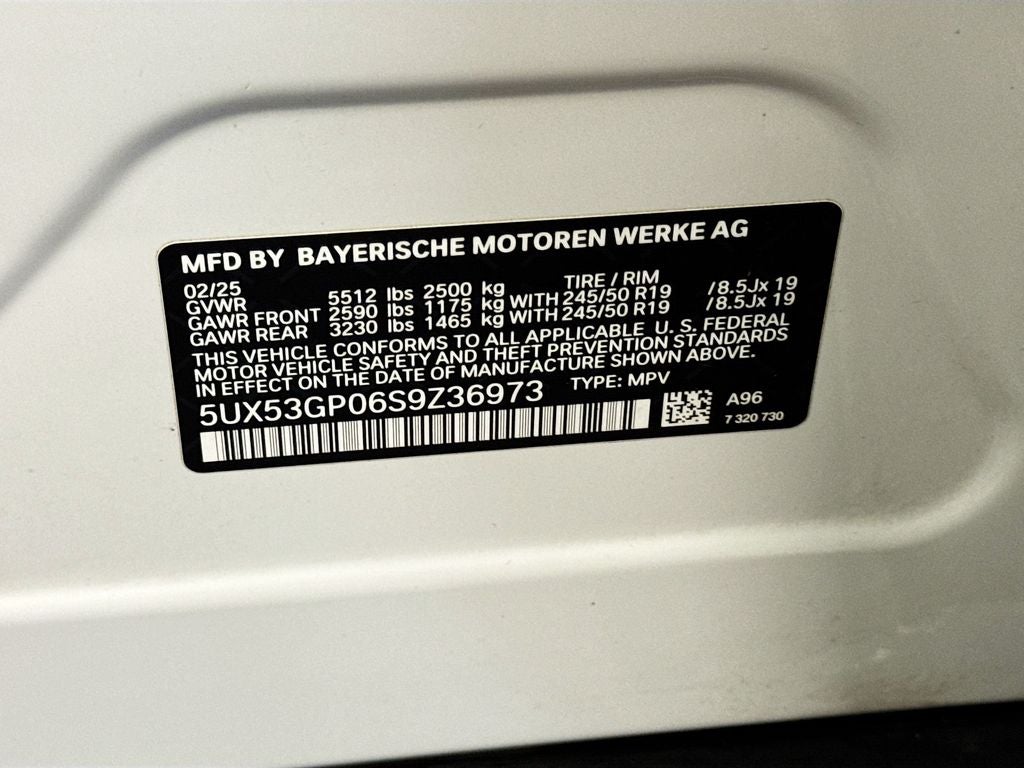 MFD BY BAYERISCHE MOTOREN WERKE AG
02/25 TIRE / RIM
GVWR 5512 lbs 2500 kg
GAWR FRONT 2590 lbs 1175 kg WITH 245/50 R19 /8.5Jx 19
GAWR REAR 3230 lbs 1465 kg WITH 245/50 R19 /8.5Jx 19
THIS VEHICLE CONFORMS TO ALL APPLICABLE U. S. FEDERAL
MOTOR VEHICLE SAFETY AND THEFT PREVENTION STANDARDS
IN EFFECT ON THE DATE OF MANUFACTURE SHOWN ABOVE.
5UX53GP06S9Z36973 TYPE: MPV
A96
7 320 730